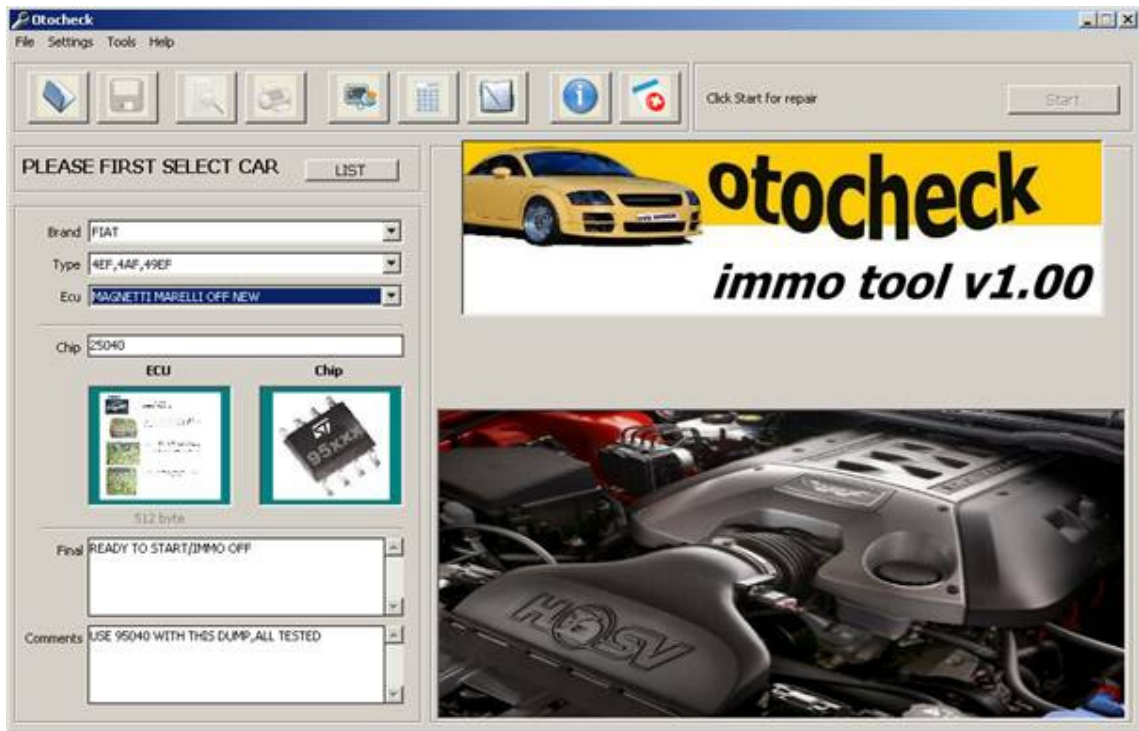 Otocheck
File Settings Tools Help
Click Start for repair
Start
PLEASE FIRST SELECT CAR
LIST
Brand FIAT
Type 4EF,4AF,49EF
Ecu MAGNETTI MARELLI OFF NEW
Chip 25040
ECU Chip
95xxx
512 byte
Final READY TO START/IMMO OFF
Comments USE 95040 WITH THIS DUMP,ALL TESTED
otocheck
immo tool v1.00
HSV